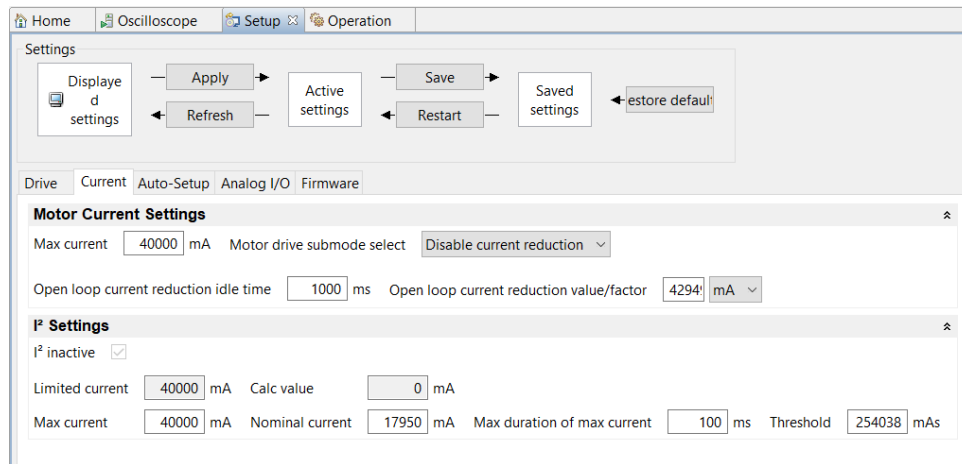 Home Oscilloscope Setup Operation
Settings
Displaye
d
settings
Apply
Refresh
Active
settings
Save
Restart
Saved
settings
estore default
Drive Current Auto-Setup Analog I/O Firmware
Motor Current Settings
Max current 40000 mA Motor drive submode select Disable current reduction
Open loop current reduction idle time 1000 ms Open loop current reduction value/factor 4294 mA
I² Settings
I² inactive
Limited current 40000 mA Calc value 0 mA
Max current 40000 mA Nominal current 17950 mA Max duration of max current 100 ms Threshold 254038 mAs